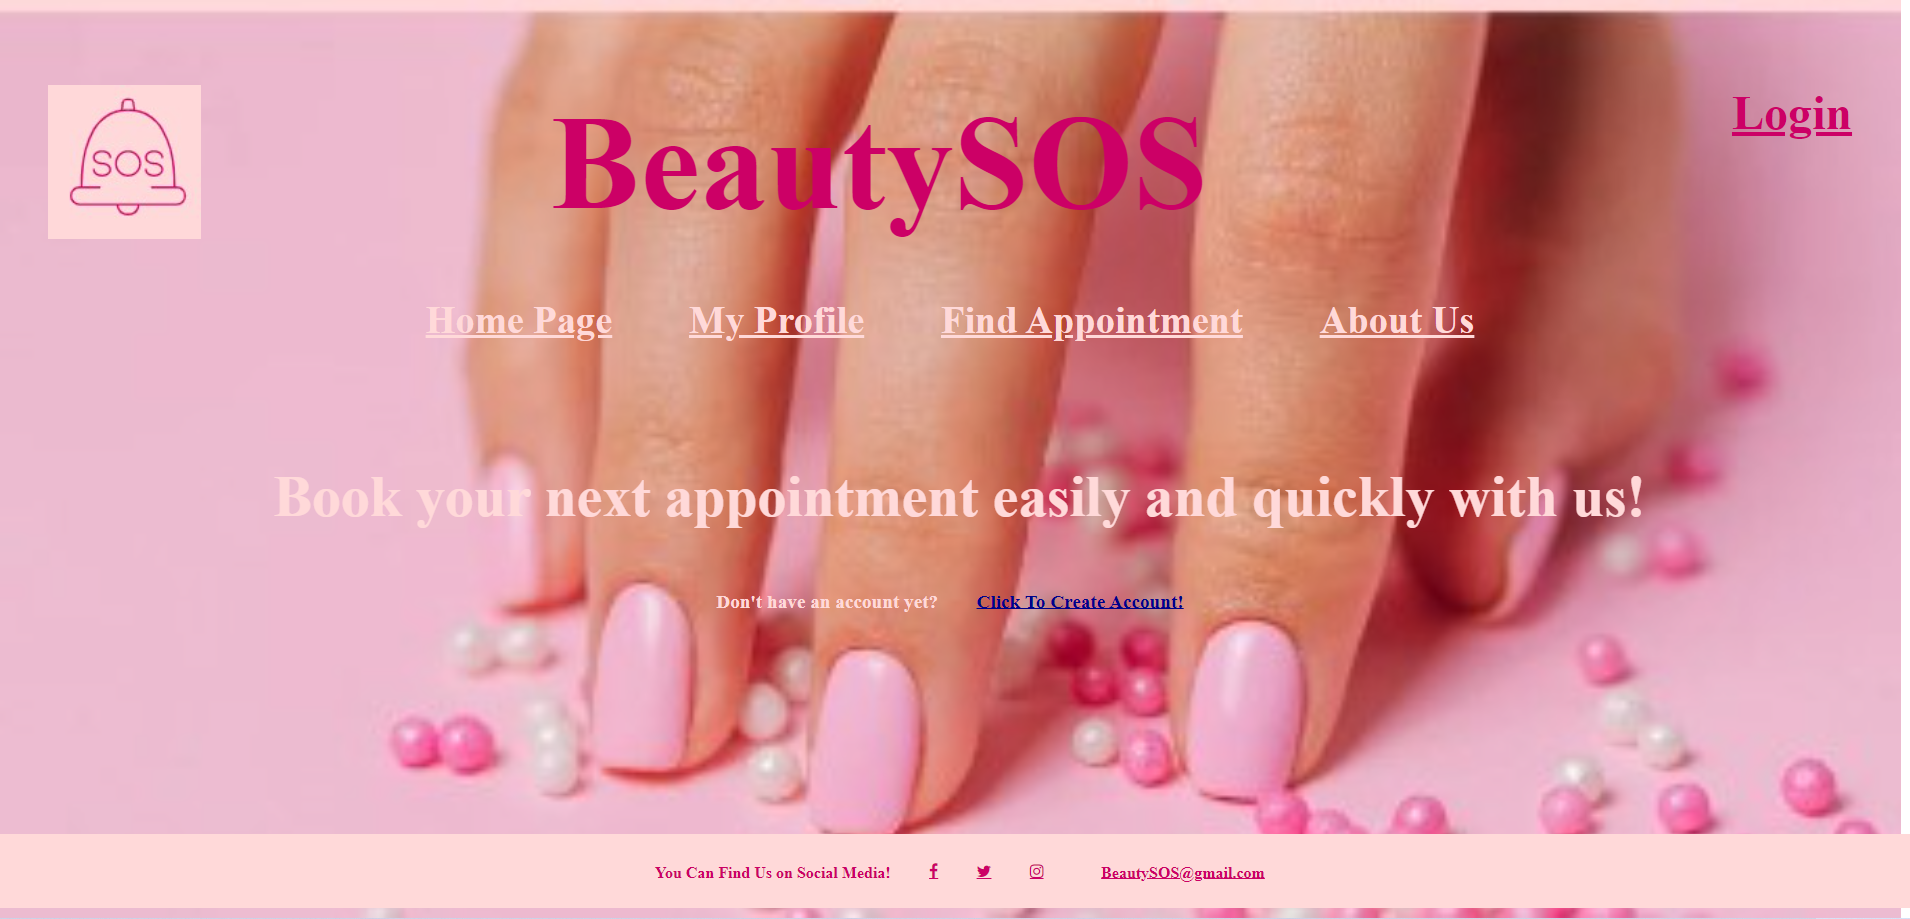 SOS
BeautySOS
Login
Home Page My Profile Find Appointment About Us
Book your next appointment easily and quickly with us!
Don't have an account yet? Click To Create Account!
You Can Find Us on Social Media! BeautySOS@gmail.com